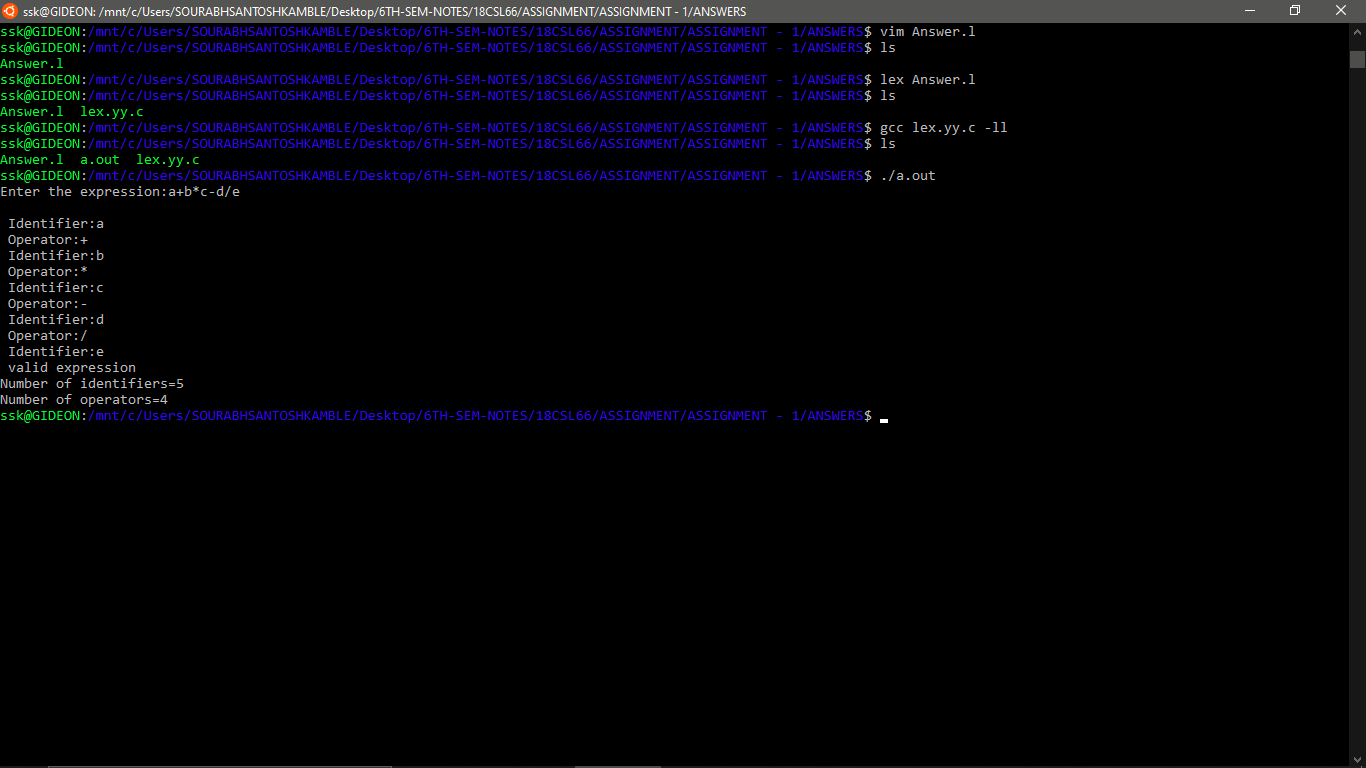 ssk@GIDEON: /mnt/c/Users/SOURABHSANTOSHKAMBLE/Desktop/6TH-SEM-NOTES/18CSL66/ASSIGNMENT/ASSIGNMENT - 1/ANSWERS
ssk@GIDEON:/mnt/c/Users/SOURABHSANTOSHKAMBLE/Desktop/6TH-SEM-NOTES/18CSL66/ASSIGNMENT/ASSIGNMENT - 1/ANSWERS$ vim Answer.l
ssk@GIDEON:/mnt/c/Users/SOURABHSANTOSHKAMBLE/Desktop/6TH-SEM-NOTES/18CSL66/ASSIGNMENT/ASSIGNMENT - 1/ANSWERS$ ls
Answer.l
ssk@GIDEON:/mnt/c/Users/SOURABHSANTOSHKAMBLE/Desktop/6TH-SEM-NOTES/18CSL66/ASSIGNMENT/ASSIGNMENT - 1/ANSWERS$ lex Answer.l
ssk@GIDEON:/mnt/c/Users/SOURABHSANTOSHKAMBLE/Desktop/6TH-SEM-NOTES/18CSL66/ASSIGNMENT/ASSIGNMENT - 1/ANSWERS$ ls
Answer.l  lex.yy.c
ssk@GIDEON:/mnt/c/Users/SOURABHSANTOSHKAMBLE/Desktop/6TH-SEM-NOTES/18CSL66/ASSIGNMENT/ASSIGNMENT - 1/ANSWERS$ gcc lex.yy.c -ll
ssk@GIDEON:/mnt/c/Users/SOURABHSANTOSHKAMBLE/Desktop/6TH-SEM-NOTES/18CSL66/ASSIGNMENT/ASSIGNMENT - 1/ANSWERS$ ls
Answer.l  a.out  lex.yy.c
ssk@GIDEON:/mnt/c/Users/SOURABHSANTOSHKAMBLE/Desktop/6TH-SEM-NOTES/18CSL66/ASSIGNMENT/ASSIGNMENT - 1/ANSWERS$ ./a.out
Enter the expression:a+b*c-d/e
Identifier:a
Operator:+
Identifier:b
Operator:*
Identifier:c
Operator:-
Identifier:d
Operator:/
Identifier:e
valid expression
Number of identifiers=5
Number of operators=4
ssk@GIDEON:/mnt/c/Users/SOURABHSANTOSHKAMBLE/Desktop/6TH-SEM-NOTES/18CSL66/ASSIGNMENT/ASSIGNMENT - 1/ANSWERS$